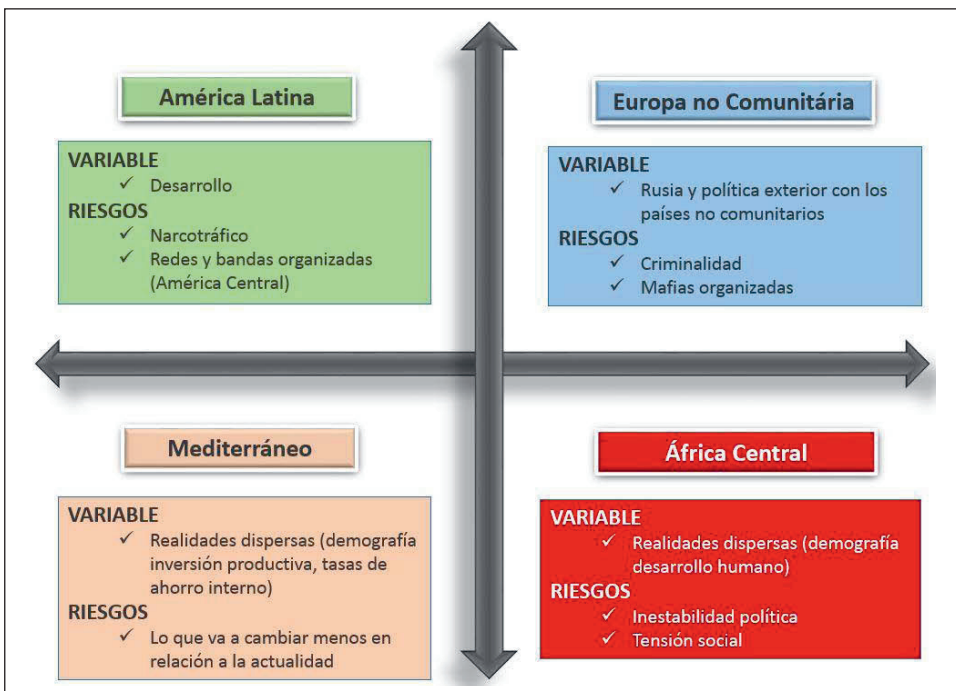 América Latina
VARIABLE
✓ Desarrollo
RIESGOS
✓ Narcotráfico
✓ Redes y bandas organizadas
(América Central)
Europa no Comunitária
VARIABLE
✓ Rusia y política exterior con los
países no comunitarios
RIESGOS
✓ Criminalidad
✓ Mafias organizadas
Mediterráneo
VARIABLE
✓ Realidades dispersas (demografía
inversión productiva, tasas de
ahorro interno)
RIESGOS
✓ Lo que va a cambiar menos en
relación a la actualidad
África Central
VARIABLE
✓ Realidades dispersas (demografía
desarrollo humano)
RIESGOS
✓ Inestabilidad política
✓ Tensión social